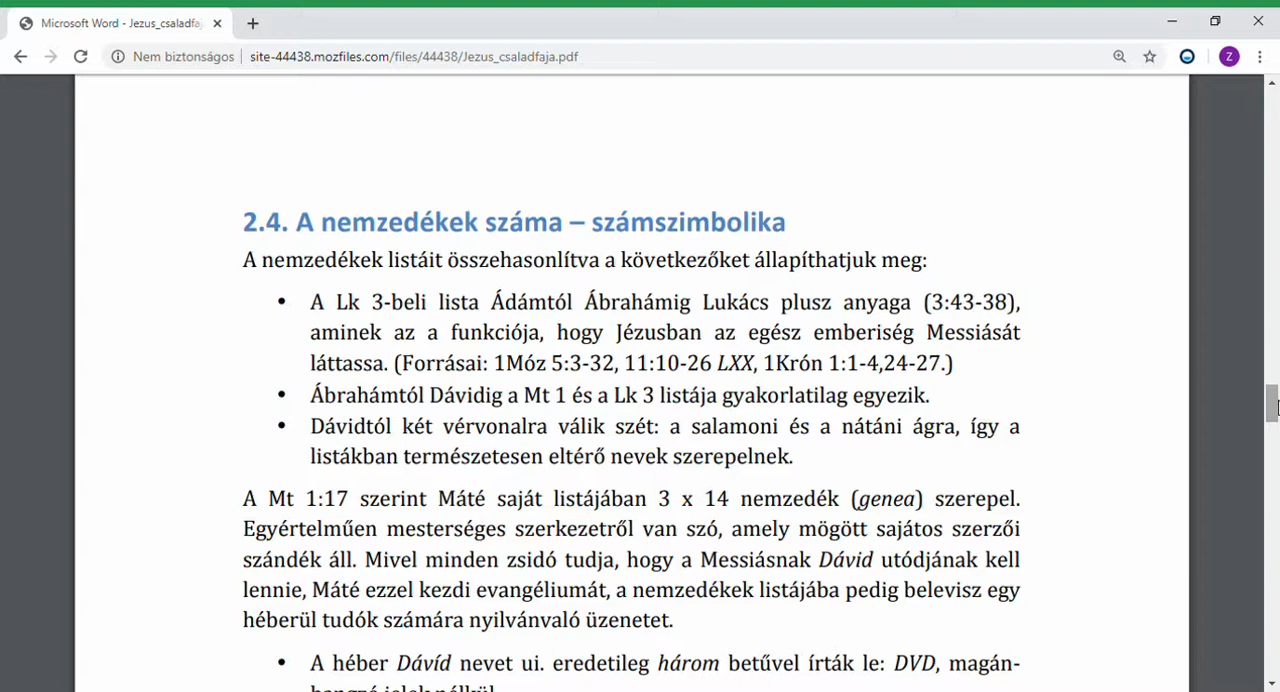 Microsoft Word - Jezus_csaladfa
Nem biztonságos
site-44438.mozfiles.com/files/44438/Jezus_csaladfaja.pdf
Z
2.4. A nemzedékek száma – számszimbolika
A nemzedékek listáit összehasonlítva a következőket állapíthatjuk meg:
• A Lk 3-beli lista Ádámtól Ábrahámig Lukács plusz anyaga (3:43-38),
aminek az a funkciója, hogy Jézusban az egész emberiség Messiását
láttassa. (Forrásai: 1Móz 5:3-32, 11:10-26 LXX, 1Krón 1:1-4,24-27.)
• Ábrahámtól Dávidig a Mt 1 és a Lk 3 listája gyakorlatilag egyezik.
• Dávidtól két vérvonalra válik szét: a salamoni és a nátáni ágra, így a
listákban természetesen eltérő nevek szerepelnek.
A Mt 1:17 szerint Máté saját listájában 3 x 14 nemzedék (genea) szerepel.
Egyértelműen mesterséges szerkezetről van szó, amely mögött sajátos szerzői
szándék áll. Mivel minden zsidó tudja, hogy a Messiásnak Dávid utódjának kell
lennie, Máté ezzel kezdi evangéliumát, a nemzedékek listájába pedig belevisz egy
héberül tudók számára nyilvánvaló üzenetet.
• A héber Dávíd nevet ui. eredetileg három betűvel írták le: DVD, magán-
hangzó jelek nélkül.